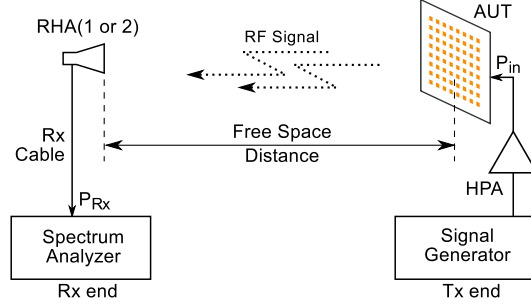 RHA(1 or 2)
AUT
RF Signal
Pin
Rx
Cable
Free Space
Distance
HPA
PRx
Spectrum
Analyzer
Signal
Generator
Rx end
Tx end